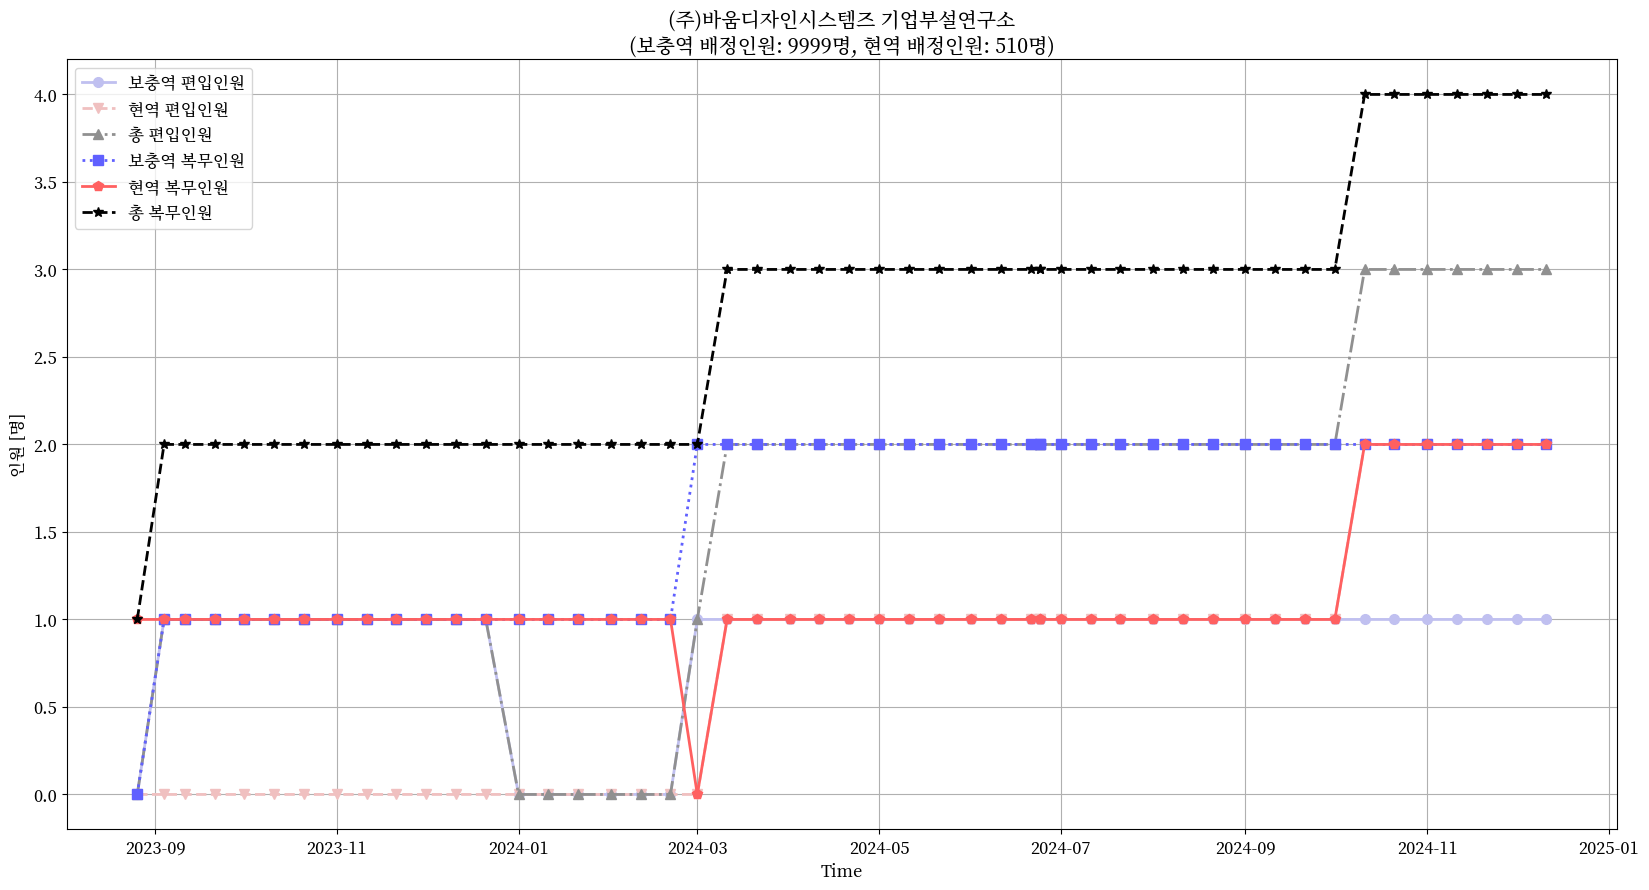 (주)바움디자인시스템즈 기업부설연구소
(보충역 배정인원: 9999명, 현역 배정인원: 510명)
보충역 편입인원
현역 편입인원
총 편입인원
보충역 복무인원
현역 복무인원
총 복무인원
4.0
3.5
3.0
2.5
2.0
1.5
1.0
0.5
0.0
인원 [명]
2023-09 2023-11 2024-01 2024-03 2024-05 2024-07 2024-09 2024-11 2025-01
Time